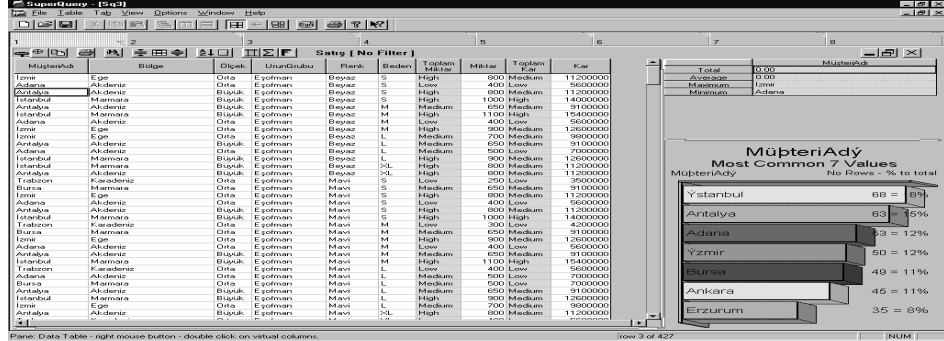 SuperQuery - [Sq3]
File Table Tab View Options Window Help
1 2 3 4 5 6 7 8
Satış [ No Filter ]
MüşteriAdı Bölge Ölçek UrunGrubu Renk Beden Toplam Miktar Miktar Toplam Kar Kar
İzmir Ege Orta Eşofman Beyaz S High 800 Medium 11200000
Adana Akdeniz Orta Eşofman Beyaz S Low 400 Low 5600000
Antalya Akdeniz Büyük Eşofman Beyaz S High 800 Medium 11200000
İstanbul Marmara Büyük Eşofman Beyaz S High 1000 High 14000000
Antalya Akdeniz Büyük Eşofman Beyaz M Medium 650 Medium 9100000
İstanbul Marmara Büyük Eşofman Beyaz M High 1100 High 15400000
Adana Akdeniz Orta Eşofman Beyaz M Low 400 Low 5600000
İzmir Ege Orta Eşofman Beyaz M High 900 Medium 12600000
İzmir Ege Orta Eşofman Beyaz L Medium 700 Medium 9800000
Antalya Akdeniz Büyük Eşofman Beyaz L Medium 650 Medium 9100000
Adana Akdeniz Orta Eşofman Beyaz L Medium 500 Low 7000000
İstanbul Marmara Büyük Eşofman Beyaz L High 900 Medium 12600000
İstanbul Marmara Büyük Eşofman Beyaz XL High 800 Medium 11200000
Antalya Akdeniz Büyük Eşofman Beyaz XL High 800 Medium 11200000
Trabzon Karadeniz Orta Eşofman Mavi S Low 250 Low 3500000
Bursa Marmara Orta Eşofman Mavi S Medium 650 Medium 9100000
İzmir Ege Orta Eşofman Mavi S High 800 Medium 11200000
Adana Akdeniz Orta Eşofman Mavi S Low 400 Low 5600000
Antalya Akdeniz Büyük Eşofman Mavi S High 800 Medium 11200000
İstanbul Marmara Büyük Eşofman Mavi S High 1000 High 14000000
Trabzon Karadeniz Orta Eşofman Mavi M Low 300 Low 4200000
Bursa Marmara Orta Eşofman Mavi M Medium 650 Medium 9100000
İzmir Ege Orta Eşofman Mavi M High 900 Medium 12600000
Adana Akdeniz Orta Eşofman Mavi M Low 400 Low 5600000
Antalya Akdeniz Büyük Eşofman Mavi M Medium 650 Medium 9100000
İstanbul Marmara Büyük Eşofman Mavi M High 1100 High 15400000
Trabzon Karadeniz Orta Eşofman Mavi L Low 400 Low 5600000
Adana Akdeniz Orta Eşofman Mavi L Medium 500 Low 7000000
Bursa Marmara Orta Eşofman Mavi L Medium 500 Low 7000000
Antalya Akdeniz Büyük Eşofman Mavi L Medium 650 Medium 9100000
İstanbul Marmara Büyük Eşofman Mavi L High 900 Medium 12600000
İzmir Ege Orta Eşofman Mavi L Medium 700 Medium 9800000
Antalya Akdeniz Büyük Eşofman Mavi XL High 800 Medium 11200000
MüşteriAdı
Total 0.00
Average 0.00
Maximum İzmir
Minimum Adana
MüþteriAdý
Most Common 7 Values
MüþteriAdý No Rows - % to total
Ýstanbul 68 = 16%
Antalya 63 = 15%
Adana 53 = 12%
Ýzmir 50 = 12%
Bursa 49 = 11%
Ankara 45 = 11%
Erzurum 35 = 8%
Pane: Data Table - right mouse button - double click on virtual columns. row 3 of 427 NUM